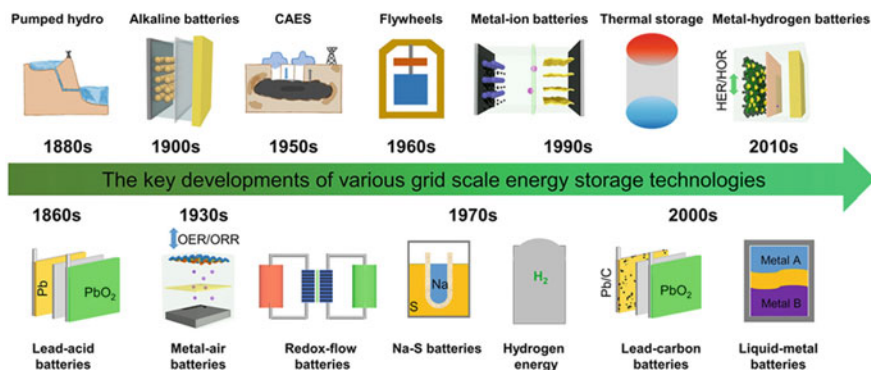 Pumped hydro
Alkaline batteries
CAES
Flywheels
Metal-ion batteries
Thermal storage
Metal-hydrogen batteries
HER/HOR
1880s
1900s
1950s
1960s
1990s
2010s
The key developments of various grid scale energy storage technologies
1860s
1930s
1970s
2000s
OER/ORR
Pb
PbO2
Na
S
H2
Pb/C
PbO2
Metal A
Metal B
Lead-acid
batteries
Metal-air
batteries
Redox-flow
batteries
Na-S batteries
Hydrogen
energy
Lead-carbon
batteries
Liquid-metal
batteries